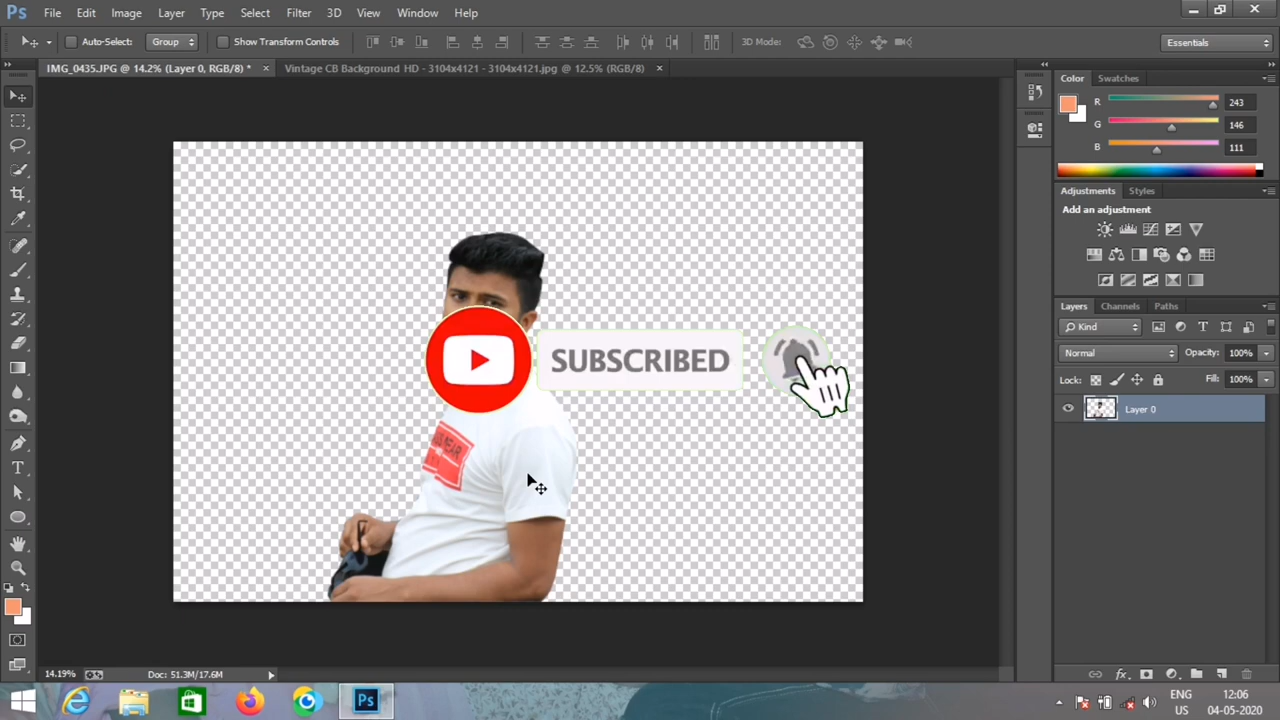 Ps File Edit Image Layer Type Select Filter 3D View Window Help
Auto-Select: Group Show Transform Controls 3D Mode: Essentials
IMG_0435.JPG @ 14.2% (Layer 0, RGB/8) * × Vintage CB Background HD - 3104x4121 - 3104x4121.jpg @ 12.5% (RGB/8) ×
Color Swatches
R 243
G 146
B 111
Adjustments Styles
Add an adjustment
Layers Channels Paths
Kind
Normal Opacity: 100%
Lock: Fill: 100%
Layer 0
SUBSCRIBED
14.19% Doc: 51.3M/17.6M
Ps
ENG 12:06
US 04-05-2020